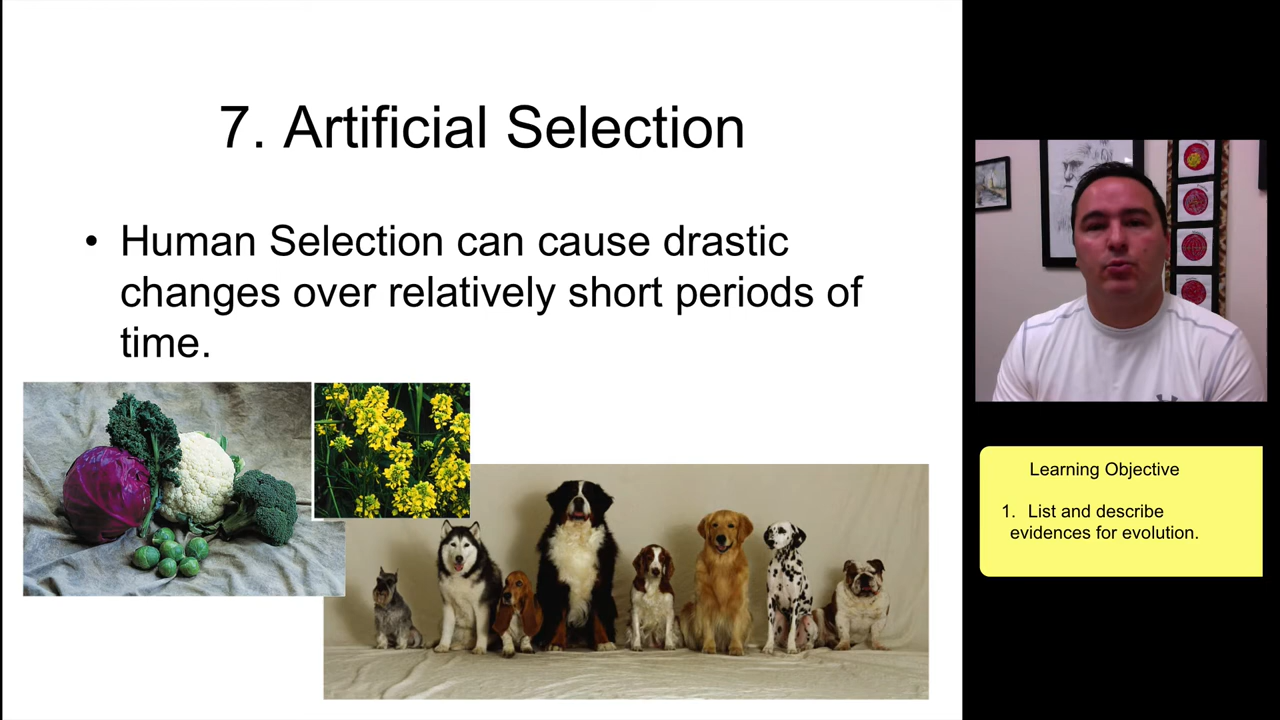 7. Artificial Selection
• Human Selection can cause drastic
changes over relatively short periods of
time.
Learning Objective
1. List and describe
evidences for evolution.